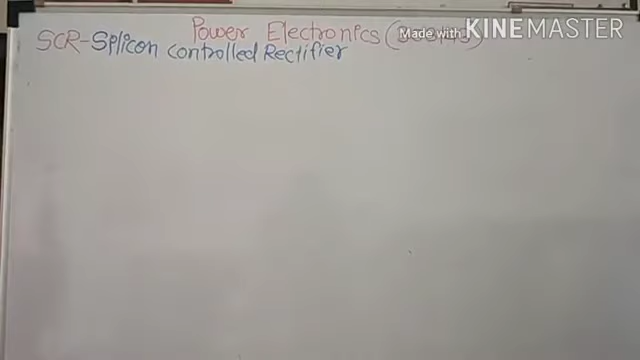 Power Electronics (
Made with KINEMASTER
SCR-Silicon Controlled Rectifier